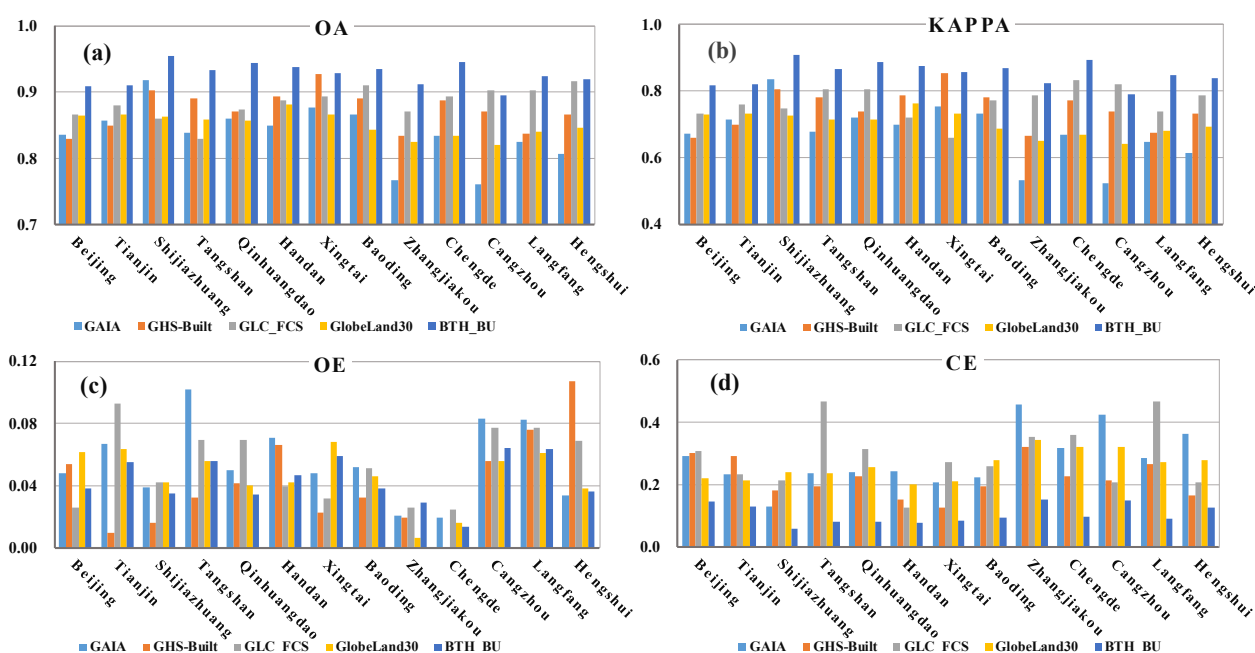 OA
(a)
1.0
0.9
0.8
0.7
Beijing
Tianjin
Shijiazhuang
Tangshan
Qinhuangdao
Handan
Xingtai
Baoding
Zhangjiakou
Chengde
Cangzhou
Langfang
Hengshui
GAIA GHS-Built GLC_FCS GlobeLand30 BTH_BU
KAPPA
(b)
1.0
0.8
0.6
0.4
Beijing
Tianjin
Shijiazhuang
Tangshan
Qinhuangdao
Handan
Xingtai
Baoding
Zhangjiakou
Chengde
Cangzhou
Langfang
Hengshui
GAIA GHS-Built GLC_FCS GlobeLand30 BTH_BU
OE
(c)
0.12
0.08
0.04
0.00
Beijing
Tianjin
Shijiazhuang
Tangshan
Qinhuangdao
Handan
Xingtai
Baoding
Zhangjiakou
Chengde
Cangzhou
Langfang
Hengshui
GAIA GHS-Built GLC_FCS GlobeLand30 BTH_BU
CE
(d)
0.6
0.4
0.2
0.0
Beijing
Tianjin
Shijiazhuang
Tangshan
Qinhuangdao
Handan
Xingtai
Baoding
Zhangjiakou
Chengde
Cangzhou
Langfang
Hengshui
GAIA GHS-Built GLC_FCS GlobeLand30 BTH_BU